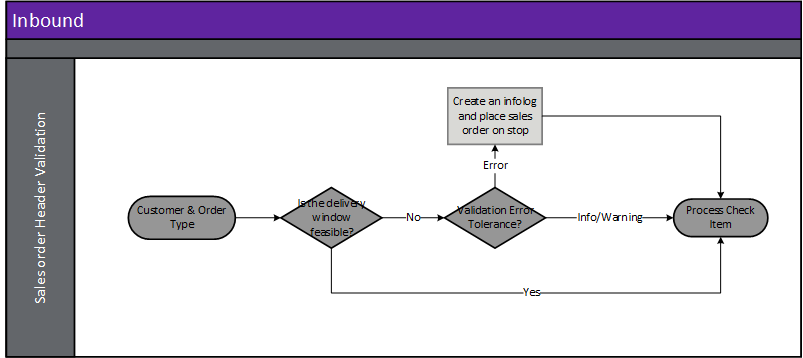 Inbound
Sales order Header Validation
Create an infolog
and place sales
order on stop
Error
Customer & Order
Type
Is the delivery
window
feasible?
No
Validation Error
Tolerance?
Info/Warning
Process Check
Item
Yes